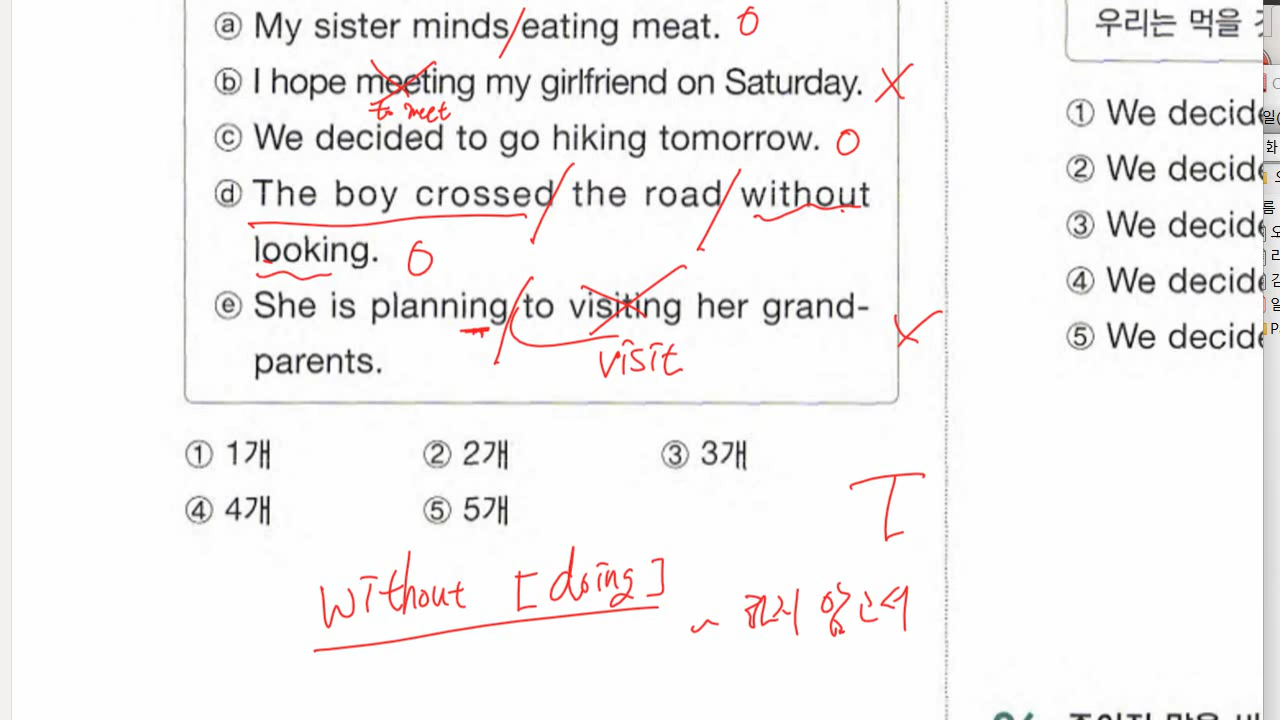 ⓐ My sister minds eating meat. O
ⓑ I hope meeting my girlfriend on Saturday. X
to meet
ⓒ We decided to go hiking tomorrow. O
ⓓ The boy crossed the road without
looking. O
ⓔ She is planning to visiting her grand-
parents.
visit
① 1개
② 2개
③ 3개
④ 4개
⑤ 5개
without [doing]
~ 하지 않고서
우리는 먹을
① We decide
② We decide
③ We decide
④ We decide
⑤ We decide